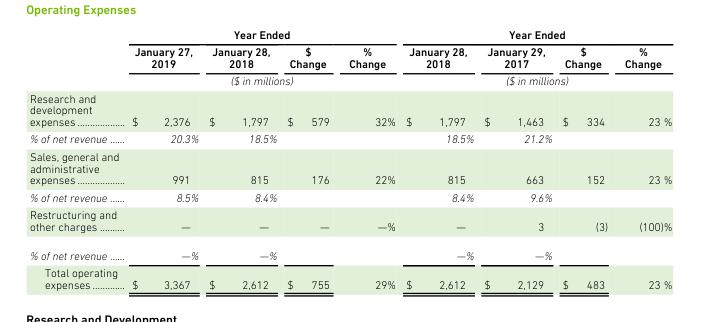 Operating Expenses
Year Ended Year Ended
January 27, January 28, $ % January 28, January 29, $ %
2019 2018 Change Change 2018 2017 Change Change
($ in millions) ($ in millions)
Research and
development
expenses .................. $ 2,376 $ 1,797 $ 579 32% $ 1,797 $ 1,463 $ 334 23 %
% of net revenue ...... 20.3% 18.5% 18.5% 21.2%
Sales, general and
administrative
expenses .................. 991 815 176 22% 815 663 152 23 %
% of net revenue ...... 8.5% 8.4% 8.4% 9.6%
Restructuring and
other charges .......... — — — —% — 3 (3) (100)%
% of net revenue ...... —% —% —% —%
Total operating
expenses ............ $ 3,367 $ 2,612 $ 755 29% $ 2,612 $ 2,129 $ 483 23 %
Research and Development